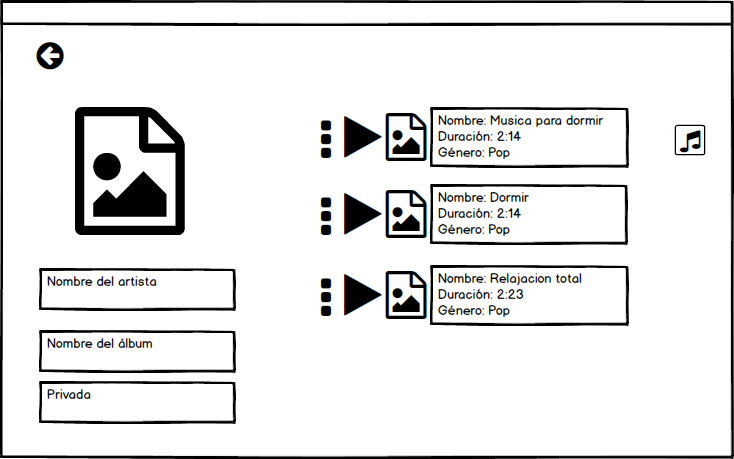 Nombre del artista
Nombre del álbum
Privada
Nombre: Musica para dormir
Duración: 2:14
Género: Pop
Nombre: Dormir
Duración: 2:14
Género: Pop
Nombre: Relajacion total
Duración: 2:23
Género: Pop